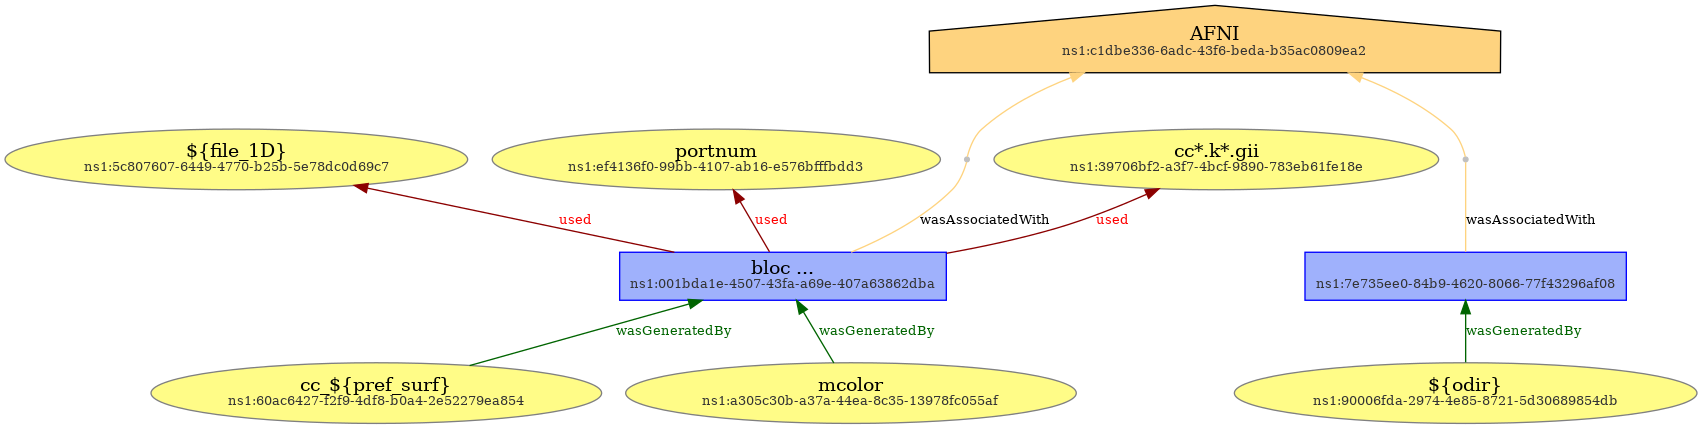 AFNI
ns1:c1dbe336-6adc-43f6-beda-b35ac0809ea2
${file_1D}
ns1:5c807607-6449-4770-b25b-5e78dc0d69c7
portnum
ns1:ef4136f0-99bb-4107-ab16-e576bfffbdd3
cc*.k*.gii
ns1:39706bf2-a3f7-4bcf-9890-783eb61fe18e
used
used
wasAssociatedWith
used
wasAssociatedWith
bloc ...
ns1:001bda1e-4507-43fa-a69e-407a63862dba
ns1:7e735ee0-84b9-4620-8066-77f43296af08
wasGeneratedBy
wasGeneratedBy
wasGeneratedBy
cc_${pref_surf}
ns1:60ac6427-f2f9-4df8-b0a4-2e52279ea854
mcolor
ns1:a305c30b-a37a-44ea-8c35-13978fc055af
${odir}
ns1:90006fda-2974-4e85-8721-5d30689854db